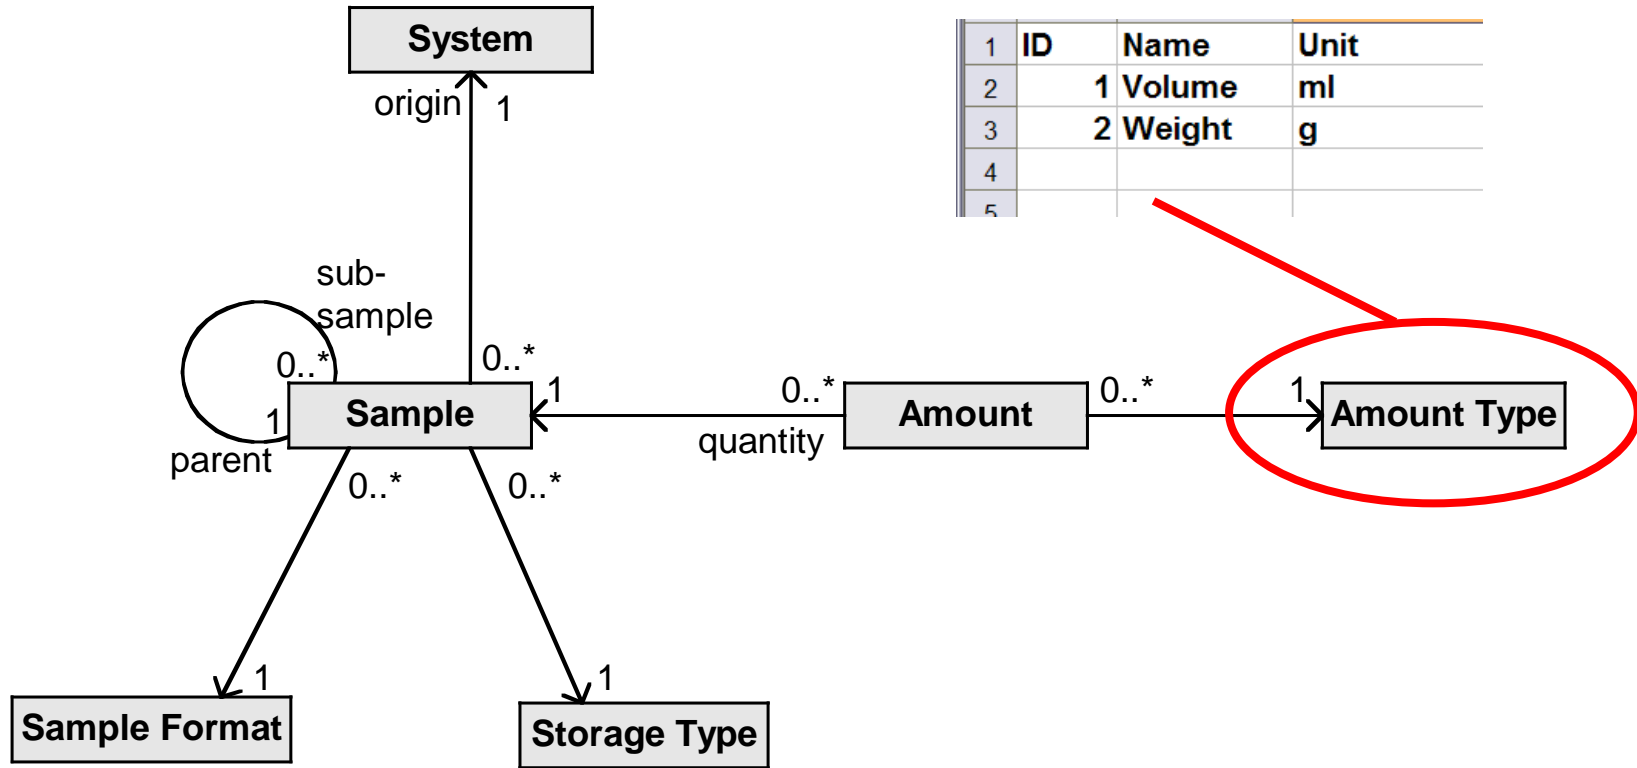 System
origin 1
1 ID Name Unit
2 1 Volume ml
3 2 Weight g
4
5
sub-
sample
0..* 0..*
1 0..* 0..* 1
1 Sample Amount Amount Type
parent quantity
0..* 0..*
1 1
Sample Format Storage Type